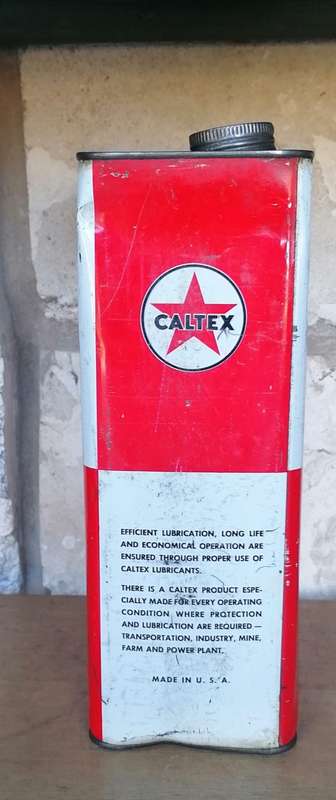 CALTEX
EFFICIENT LUBRICATION, LONG LIFE
AND ECONOMICAL OPERATION ARE
ENSURED THROUGH PROPER USE OF
CALTEX LUBRICANTS.
THERE IS A CALTEX PRODUCT ESPE-
CIALLY MADE FOR EVERY OPERATING
CONDITION WHERE PROTECTION
AND LUBRICATION ARE REQUIRED —
TRANSPORTATION, INDUSTRY, MINE,
FARM AND POWER PLANT.
MADE IN U. S. A.